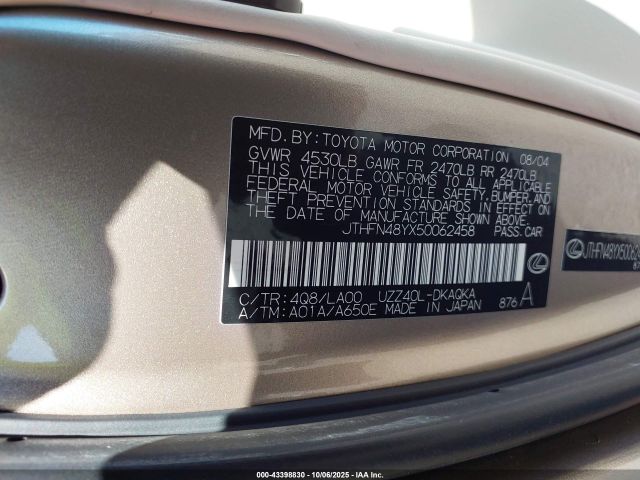 MFD. BY: TOYOTA MOTOR CORPORATION 08/04
GVWR 4530LB GAWR FR 2470LB RR 2470LB
THIS VEHICLE CONFORMS TO ALL APPLICABLE
FEDERAL MOTOR VEHICLE SAFETY, BUMPER, AND
THEFT PREVENTION STANDARDS IN EFFECT ON
THE DATE OF MANUFACTURE SHOWN ABOVE.
JTHFN48YX50062458 PASS. CAR
C/TR: 4Q8/LA00 UZZ40L-DKAQKA
A/TM: A01A/A650E MADE IN JAPAN 876 A
JTHFN48YX50062
876
000-43398830 - 10/06/2025 - IAA Inc.